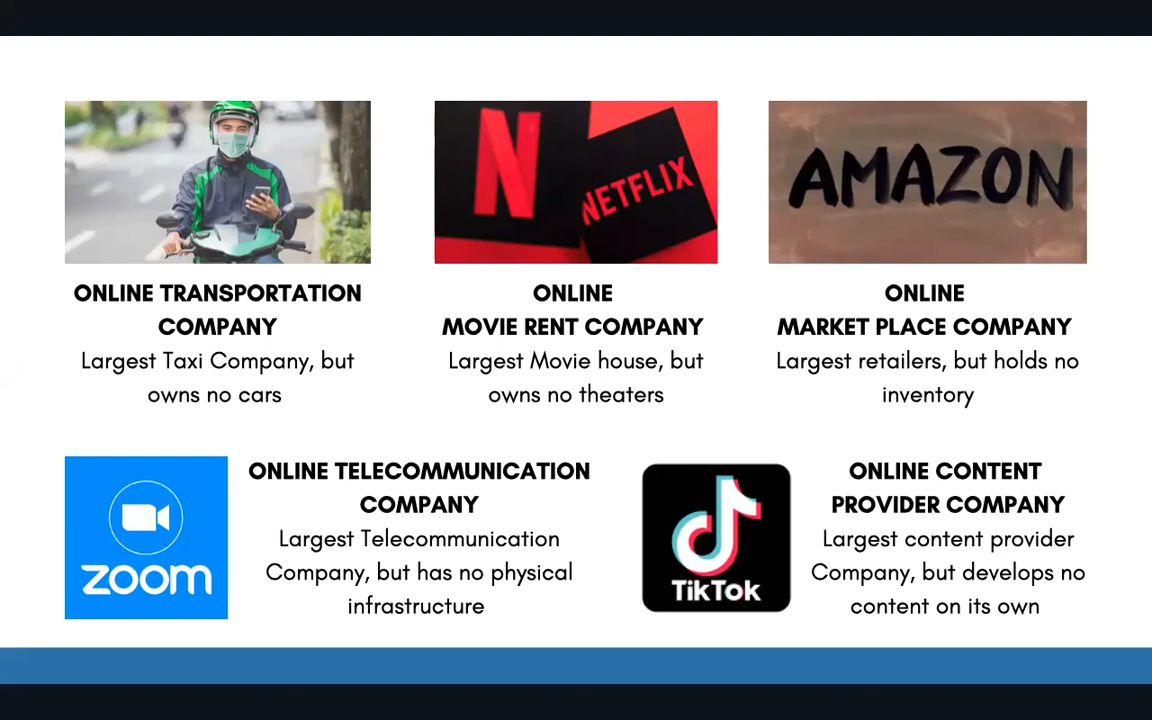 N
NETFLIX
AMAZON
ONLINE TRANSPORTATION
COMPANY
Largest Taxi Company, but
owns no cars
ONLINE
MOVIE RENT COMPANY
Largest Movie house, but
owns no theaters
ONLINE
MARKET PLACE COMPANY
Largest retailers, but holds no
inventory
zoom
ONLINE TELECOMMUNICATION
COMPANY
Largest Telecommunication
Company, but has no physical
infrastructure
TikTok
ONLINE CONTENT
PROVIDER COMPANY
Largest content provider
Company, but develops no
content on its own